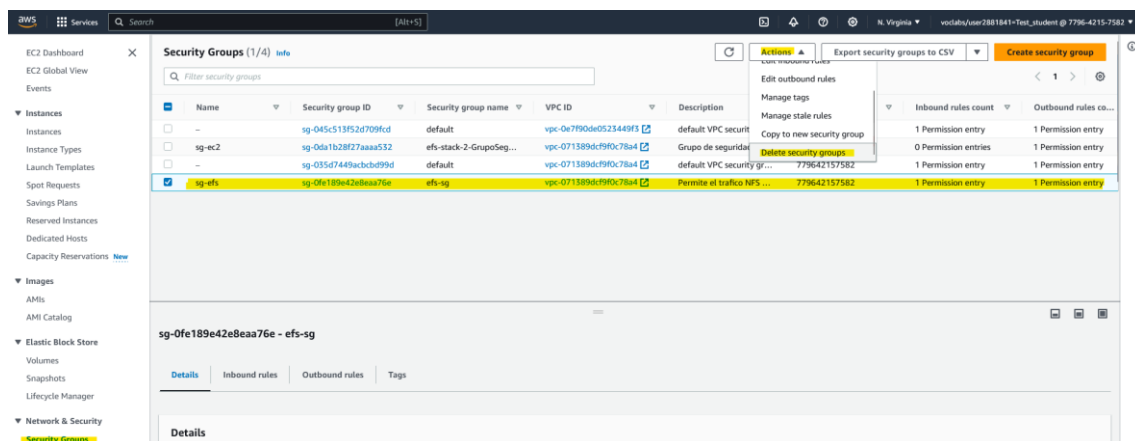 aws Services Search [Alt+S] N. Virginia voclabs/user2881841=Test_student @ 7796-4215-7582
EC2 Dashboard
EC2 Global View
Events
Instances
Instances
Instance Types
Launch Templates
Spot Requests
Savings Plans
Reserved Instances
Dedicated Hosts
Capacity Reservations New
Images
AMIs
AMI Catalog
Elastic Block Store
Volumes
Snapshots
Lifecycle Manager
Network & Security
Security Groups
Security Groups (1/4) Info
Actions Export security groups to CSV Create security group
Filter security groups
1
Edit inbound rules
Edit outbound rules
Manage tags
Manage stale rules
Copy to new security group
Delete security groups
Name Security group ID Security group name VPC ID Description Inbound rules count Outbound rules co...
– sg-045c513f52d709fcd default vpc-0e7f90de0523449f3 default VPC securit 1 Permission entry 1 Permission entry
sg-ec2 sg-0da1b28f27aaaa532 efs-stack-2-GrupoSeg... vpc-071389dcf9f0c78a4 Grupo de seguridad 0 Permission entries 1 Permission entry
– sg-035d7449acbcbd99d default vpc-071389dcf9f0c78a4 default VPC security gr... 779642157582 1 Permission entry 1 Permission entry
sg-efs sg-0fe189e42e8eaa76e efs-sg vpc-071389dcf9f0c78a4 Permite el trafico NFS ... 779642157582 1 Permission entry 1 Permission entry
sg-0fe189e42e8eaa76e - efs-sg
Details Inbound rules Outbound rules Tags
Details